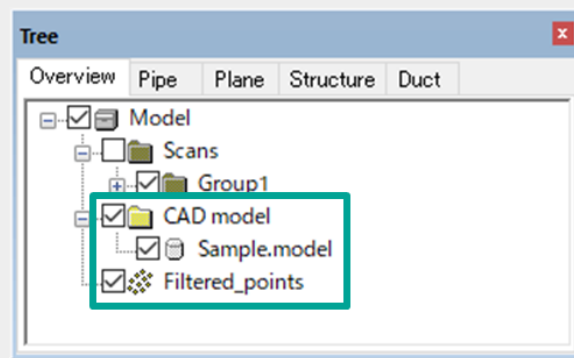 Tree
Overview Pipe Plane Structure Duct
Model
Scans
Group1
CAD model
Sample.model
Filtered_points